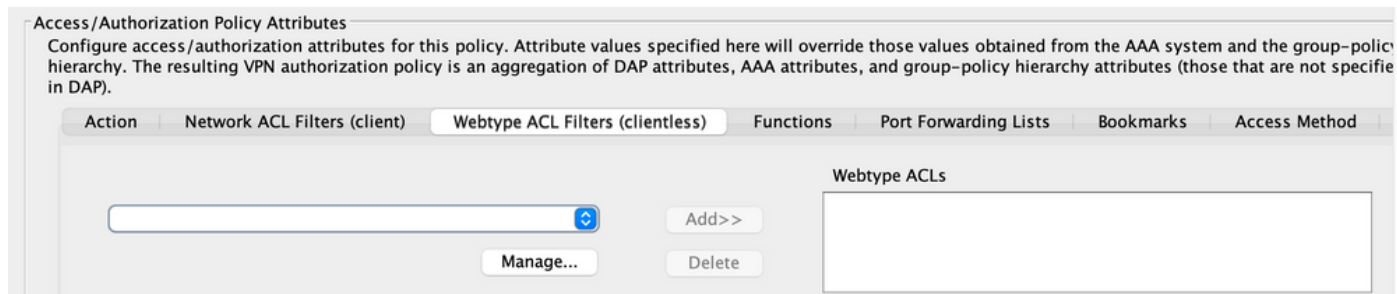 Access/Authorization Policy Attributes
Configure access/authorization attributes for this policy. Attribute values specified here will override those values obtained from the AAA system and the group-policy
hierarchy. The resulting VPN authorization policy is an aggregation of DAP attributes, AAA attributes, and group-policy hierarchy attributes (those that are not specifie
in DAP).
Action Network ACL Filters (client) Webtype ACL Filters (clientless) Functions Port Forwarding Lists Bookmarks Access Method
Webtype ACLs
Add>>
Manage... Delete